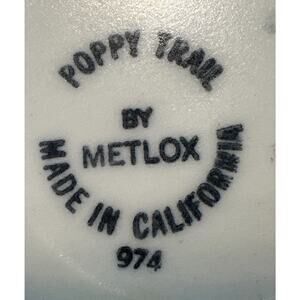 POPPY TRAIL
BY
METLOX
MADE IN CALIFORNIA
974